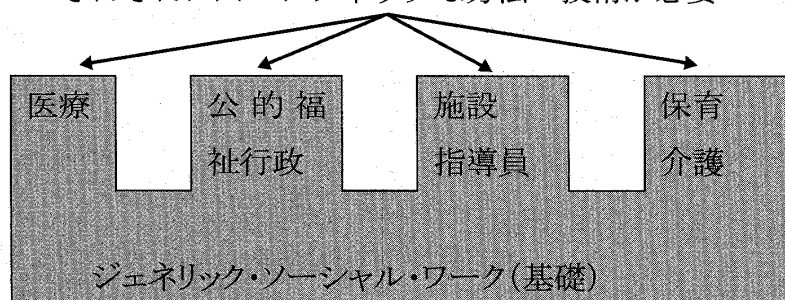 医療
公的福
祉行政
施設
指導員
保育
介護
ジェネリック・ソーシャル・ワーク(基礎)